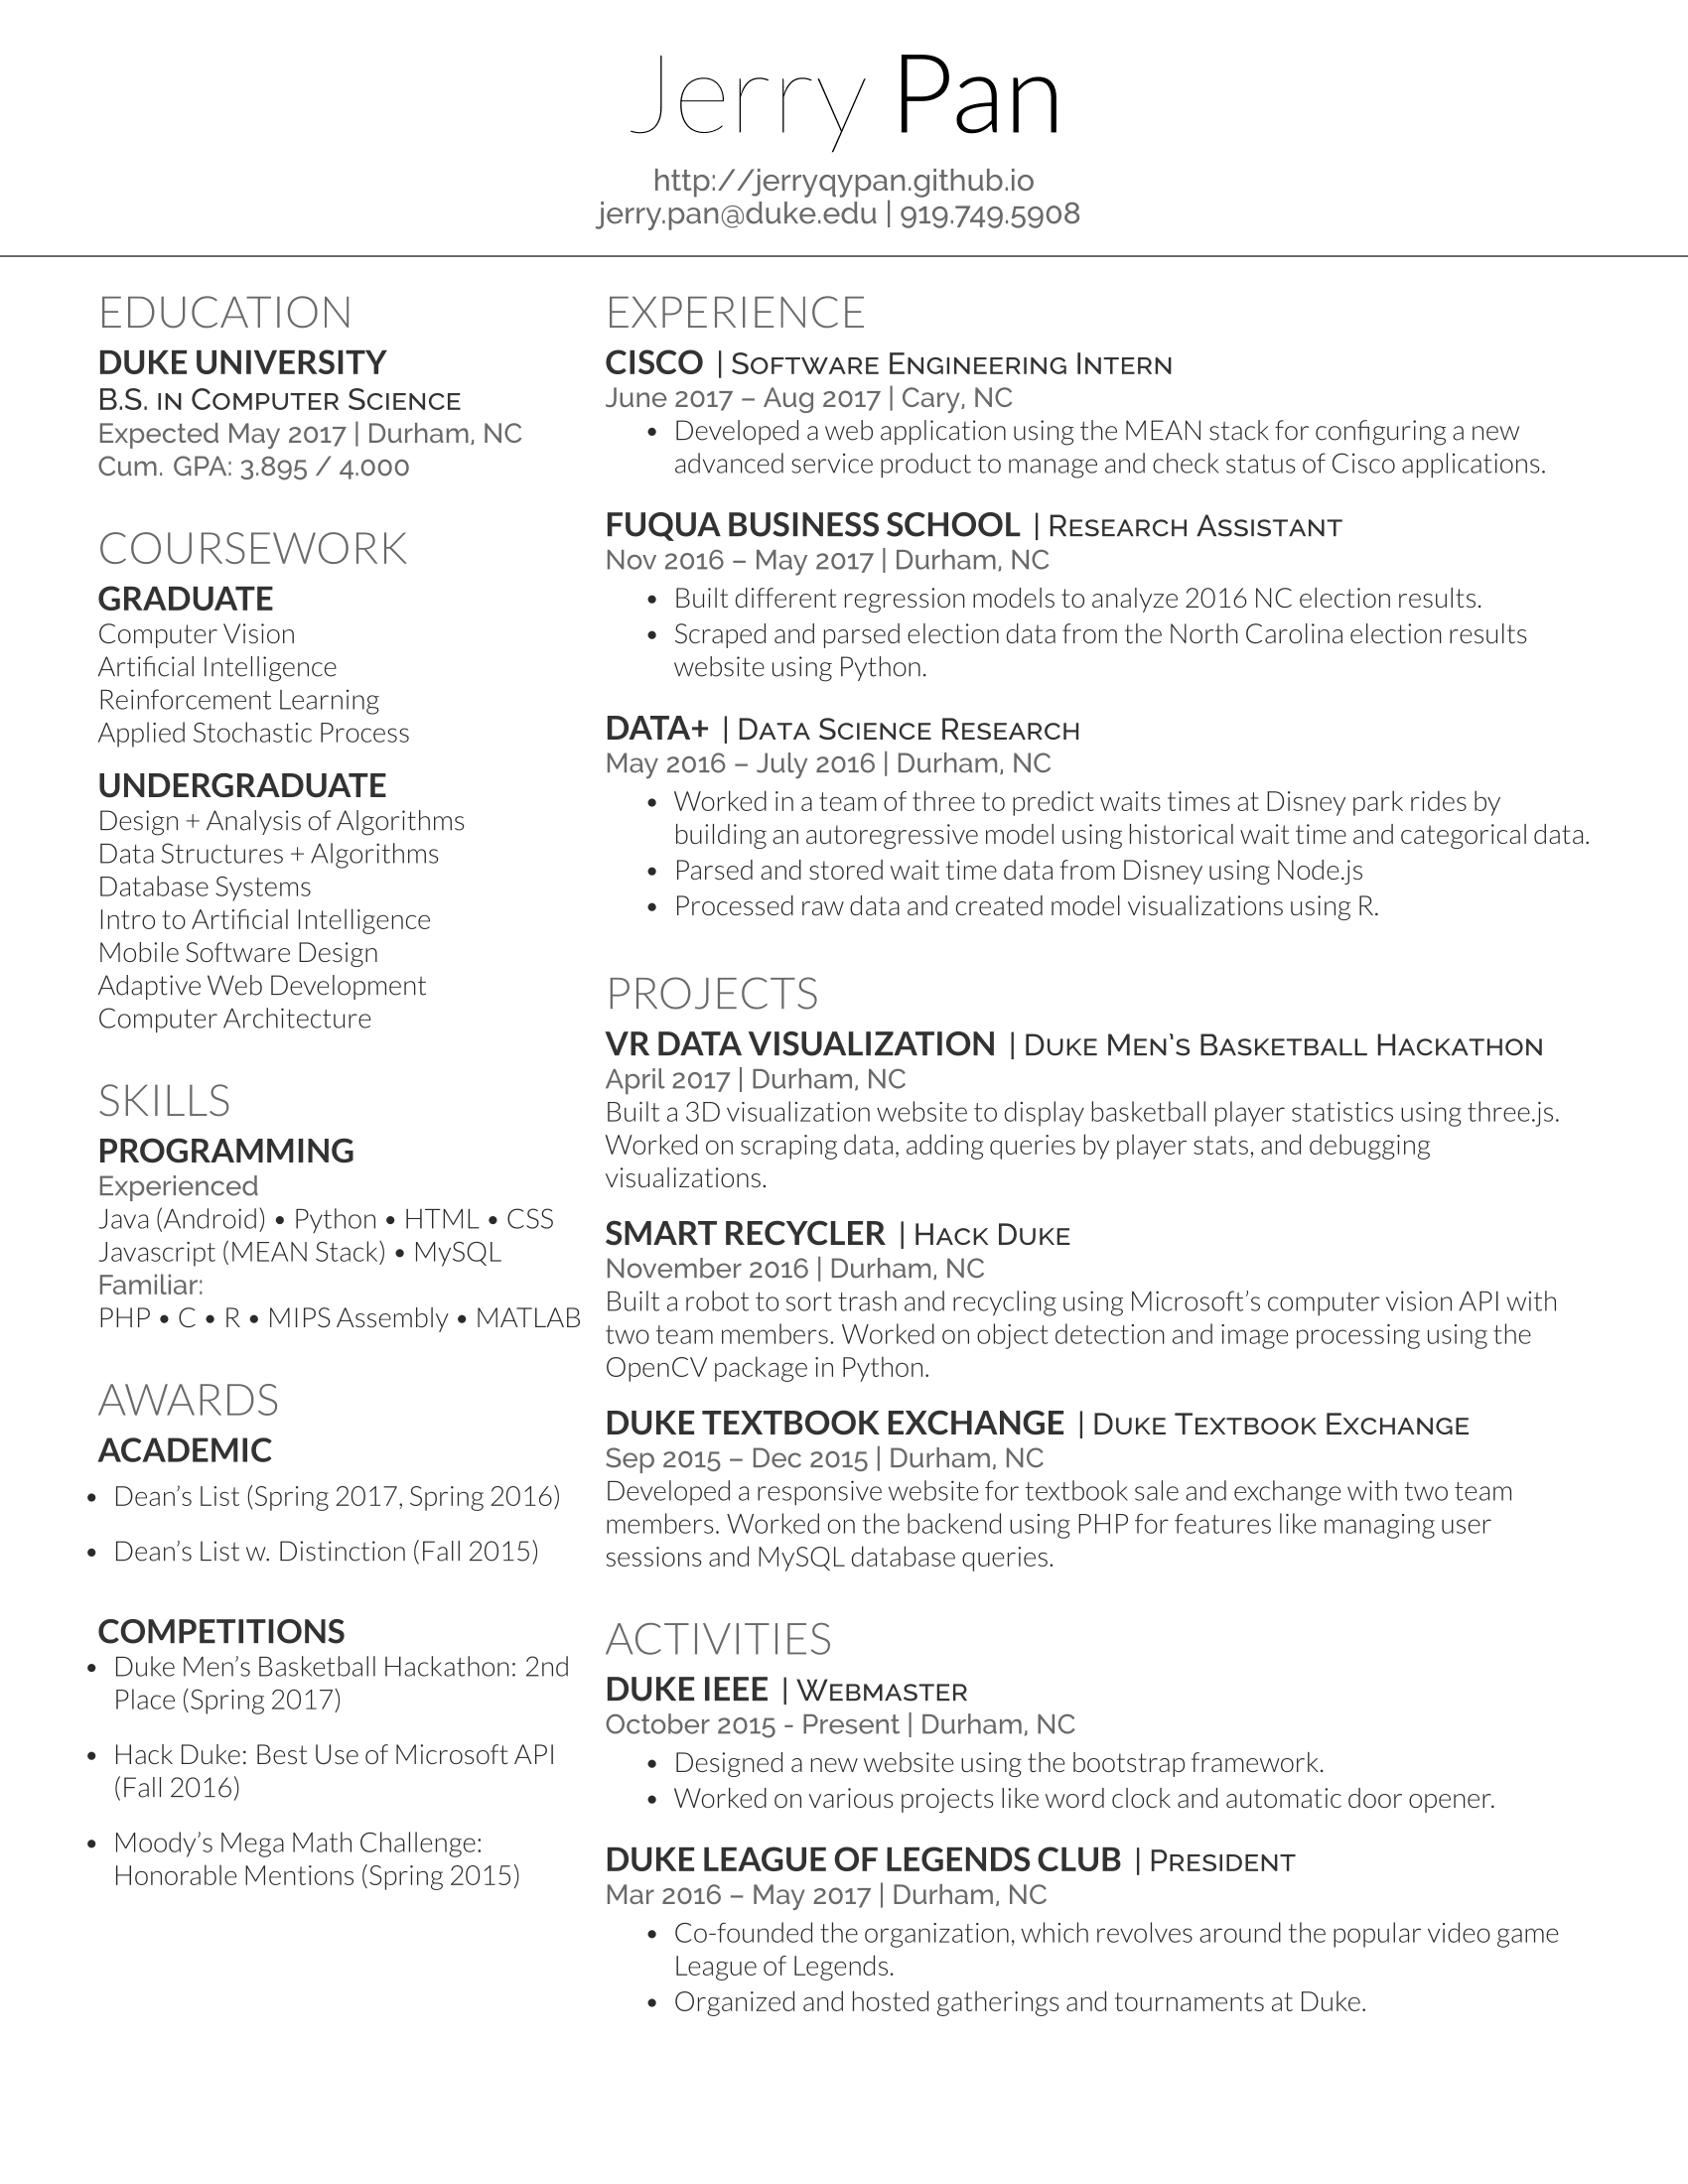 Jerry Pan
http://jerryqypan.github.io
jerry.pan@duke.edu | 919.749.5908
EDUCATION
DUKE UNIVERSITY
B.S. in Computer Science
Expected May 2017 | Durham, NC
Cum. GPA: 3.895 / 4.000
COURSEWORK
GRADUATE
Computer Vision
Artificial Intelligence
Reinforcement Learning
Applied Stochastic Process
UNDERGRADUATE
Design + Analysis of Algorithms
Data Structures + Algorithms
Database Systems
Intro to Artificial Intelligence
Mobile Software Design
Adaptive Web Development
Computer Architecture
SKILLS
PROGRAMMING
Experienced
Java (Android) • Python • HTML • CSS
Javascript (MEAN Stack) • MySQL
Familiar:
PHP • C • R • MIPS Assembly • MATLAB
AWARDS
ACADEMIC
• Dean's List (Spring 2017, Spring 2016)
• Dean's List w. Distinction (Fall 2015)
COMPETITIONS
• Duke Men's Basketball Hackathon: 2nd
Place (Spring 2017)
• Hack Duke: Best Use of Microsoft API
(Fall 2016)
• Moody's Mega Math Challenge:
Honorable Mentions (Spring 2015)
EXPERIENCE
CISCO | Software Engineering Intern
June 2017 – Aug 2017 | Cary, NC
• Developed a web application using the MEAN stack for configuring a new
advanced service product to manage and check status of Cisco applications.
FUQUA BUSINESS SCHOOL | Research Assistant
Nov 2016 – May 2017 | Durham, NC
• Built different regression models to analyze 2016 NC election results.
• Scraped and parsed election data from the North Carolina election results
website using Python.
DATA+ | Data Science Research
May 2016 – July 2016 | Durham, NC
• Worked in a team of three to predict waits times at Disney park rides by
building an autoregressive model using historical wait time and categorical data.
• Parsed and stored wait time data from Disney using Node.js
• Processed raw data and created model visualizations using R.
PROJECTS
VR DATA VISUALIZATION | Duke Men's Basketball Hackathon
April 2017 | Durham, NC
Built a 3D visualization website to display basketball player statistics using three.js.
Worked on scraping data, adding queries by player stats, and debugging
visualizations.
SMART RECYCLER | Hack Duke
November 2016 | Durham, NC
Built a robot to sort trash and recycling using Microsoft's computer vision API with
two team members. Worked on object detection and image processing using the
OpenCV package in Python.
DUKE TEXTBOOK EXCHANGE | Duke Textbook Exchange
Sep 2015 – Dec 2015 | Durham, NC
Developed a responsive website for textbook sale and exchange with two team
members. Worked on the backend using PHP for features like managing user
sessions and MySQL database queries.
ACTIVITIES
DUKE IEEE | Webmaster
October 2015 - Present | Durham, NC
• Designed a new website using the bootstrap framework.
• Worked on various projects like word clock and automatic door opener.
DUKE LEAGUE OF LEGENDS CLUB | President
Mar 2016 – May 2017 | Durham, NC
• Co-founded the organization, which revolves around the popular video game
League of Legends.
• Organized and hosted gatherings and tournaments at Duke.